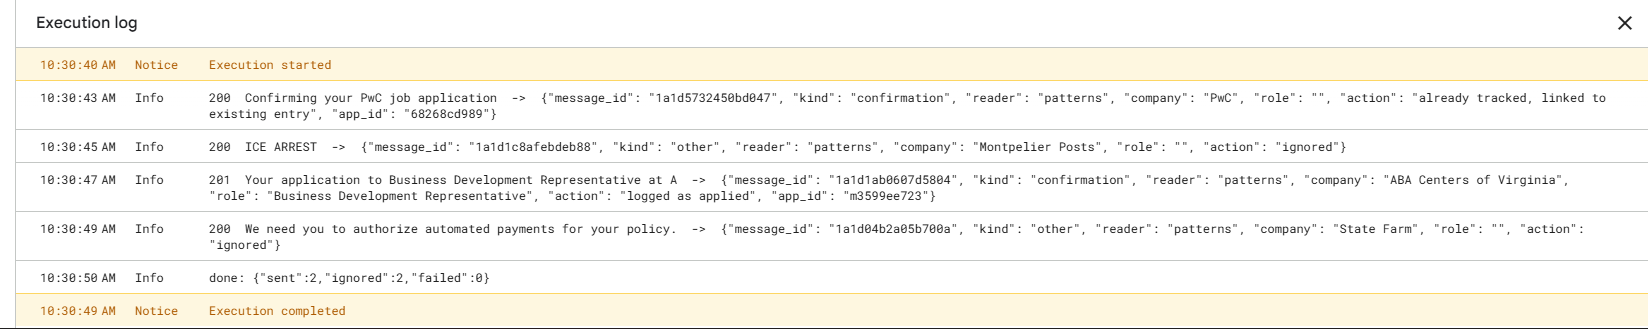 Execution log
10:30:40 AM Notice Execution started
10:30:43 AM Info 200 Confirming your PwC job application -> {"message_id": "1a1d5732450bd047", "kind": "confirmation", "reader": "patterns", "company": "PwC", "role": "", "action": "already tracked, linked to
existing entry", "app_id": "68268cd989"}
10:30:45 AM Info 200 ICE ARREST -> {"message_id": "1a1d1c8afebdeb88", "kind": "other", "reader": "patterns", "company": "Montpelier Posts", "role": "", "action": "ignored"}
10:30:47 AM Info 201 Your application to Business Development Representative at A -> {"message_id": "1a1d1ab0607d5804", "kind": "confirmation", "reader": "patterns", "company": "ABA Centers of Virginia",
"role": "Business Development Representative", "action": "logged as applied", "app_id": "m3599ee723"}
10:30:49 AM Info 200 We need you to authorize automated payments for your policy. -> {"message_id": "1a1d04b2a05b700a", "kind": "other", "reader": "patterns", "company": "State Farm", "role": "", "action":
"ignored"}
10:30:50 AM Info done: {"sent":2,"ignored":2,"failed":0}
10:30:49 AM Notice Execution completed